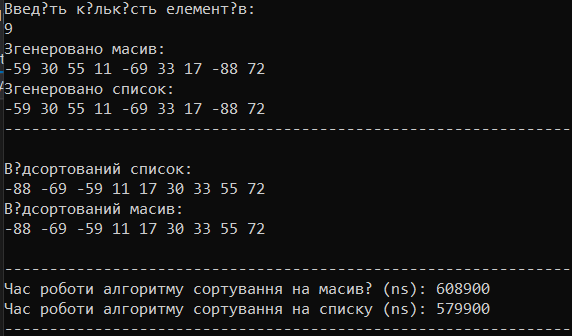 Введ?ть к?льк?сть елемент?в:
9
Згенеровано масив:
-59 30 55 11 -69 33 17 -88 72
Згенеровано список:
-59 30 55 11 -69 33 17 -88 72
---------------------------------------------------------------
В?дсортований список:
-88 -69 -59 11 17 30 33 55 72
В?дсортований масив:
-88 -69 -59 11 17 30 33 55 72
---------------------------------------------------------------
Час роботи алгоритму сортування на масив? (ns): 608900
Час роботи алгоритму сортування на списку (ns): 579900
---------------------------------------------------------------